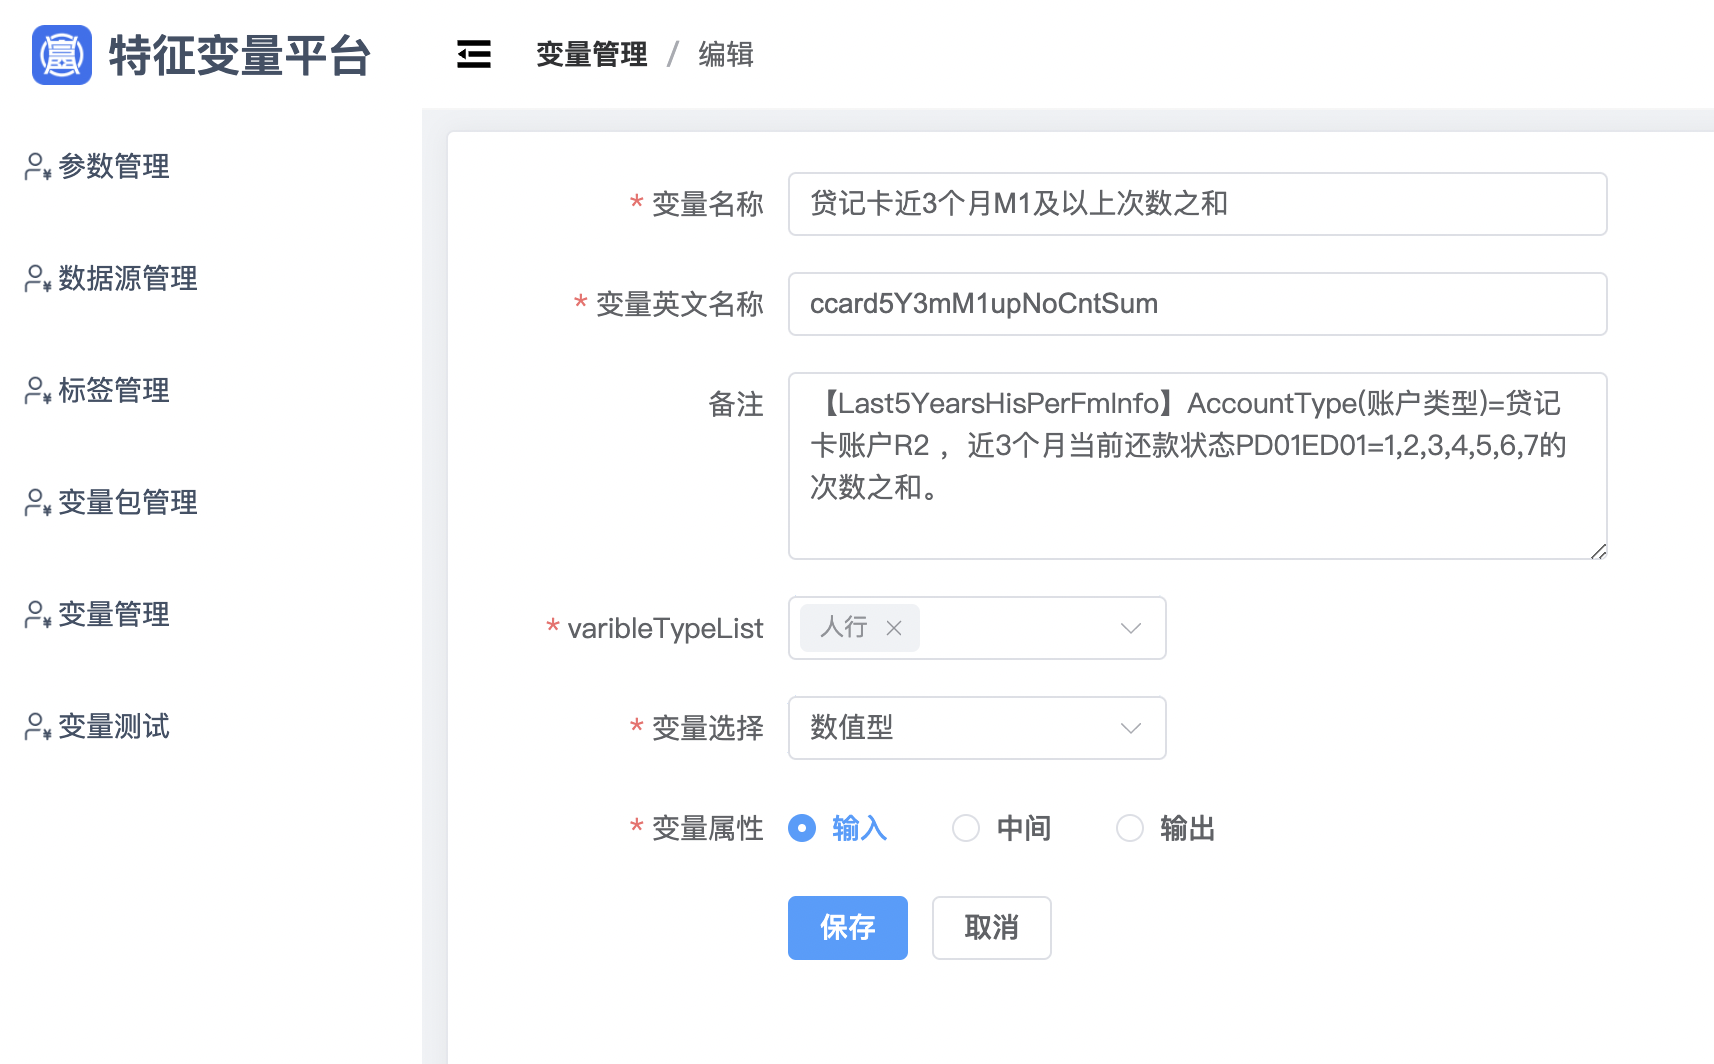 特征变量平台
变量管理 / 编辑
参数管理
数据源管理
标签管理
变量包管理
变量管理
变量测试
* 变量名称
贷记卡近3个月M1及以上次数之和
* 变量英文名称
ccard5Y3mM1upNoCntSum
备注
【Last5YearsHisPerFmInfo】AccountType(账户类型)=贷记
卡账户R2 ，近3个月当前还款状态PD01ED01=1,2,3,4,5,6,7的
次数之和。
* varibleTypeList
人行
* 变量选择
数值型
* 变量属性
输入 中间 输出
保存 取消